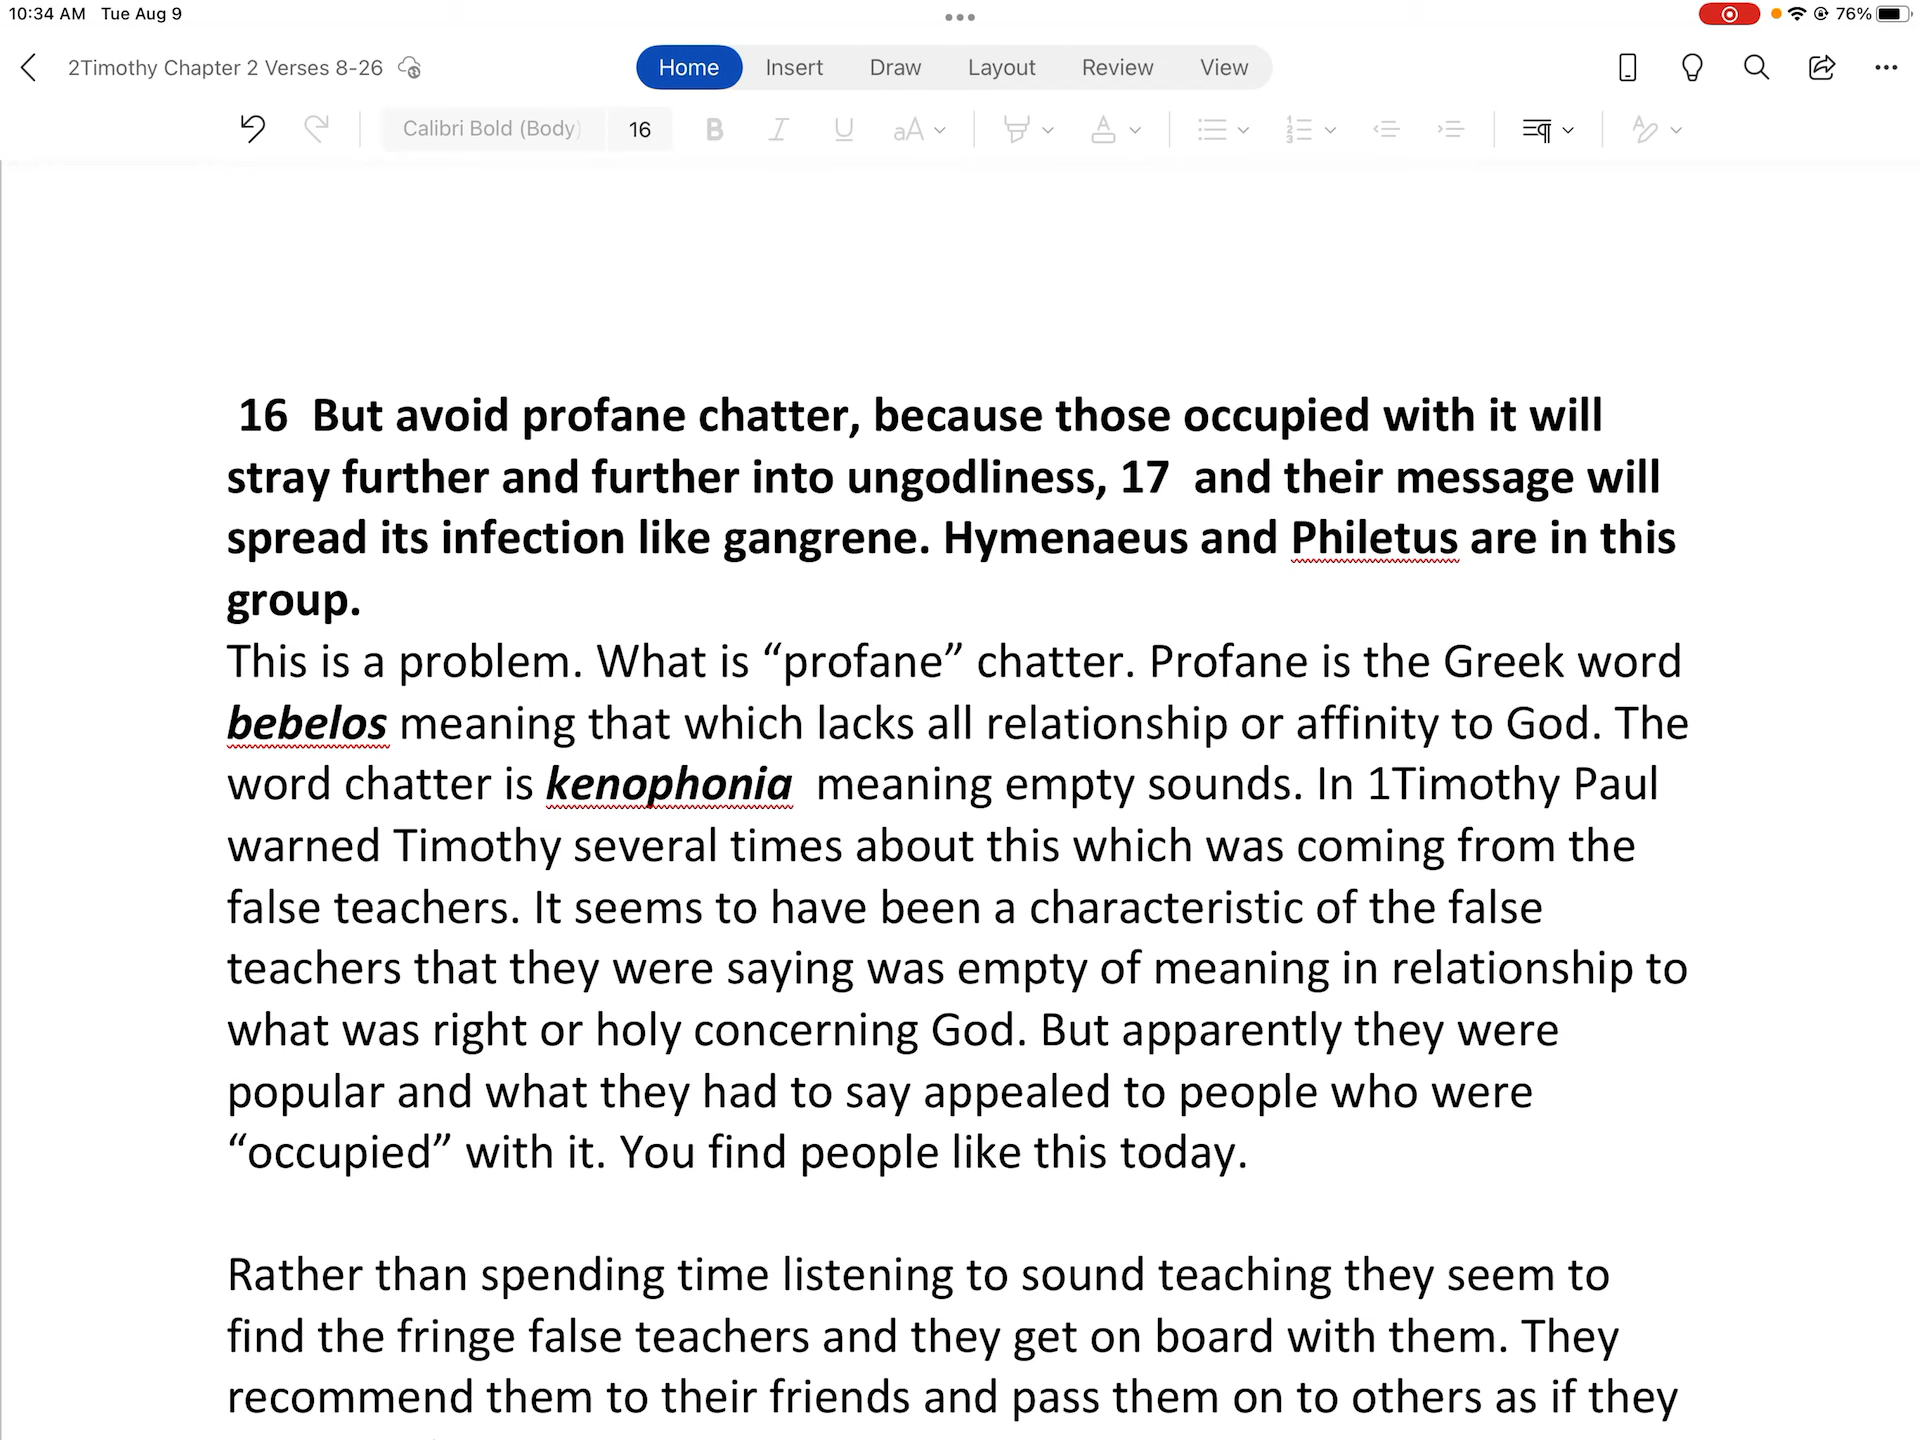 10:34 AM Tue Aug 9
76%
2Timothy Chapter 2 Verses 8-26
Home Insert Draw Layout Review View
Calibri Bold (Body) 16 B I U aA A
16 But avoid profane chatter, because those occupied with it will
stray further and further into ungodliness, 17 and their message will
spread its infection like gangrene. Hymenaeus and Philetus are in this
group.
This is a problem. What is “profane” chatter. Profane is the Greek word
bebelos meaning that which lacks all relationship or affinity to God. The
word chatter is kenophonia meaning empty sounds. In 1Timothy Paul
warned Timothy several times about this which was coming from the
false teachers. It seems to have been a characteristic of the false
teachers that they were saying was empty of meaning in relationship to
what was right or holy concerning God. But apparently they were
popular and what they had to say appealed to people who were
“occupied” with it. You find people like this today.
Rather than spending time listening to sound teaching they seem to
find the fringe false teachers and they get on board with them. They
recommend them to their friends and pass them on to others as if they